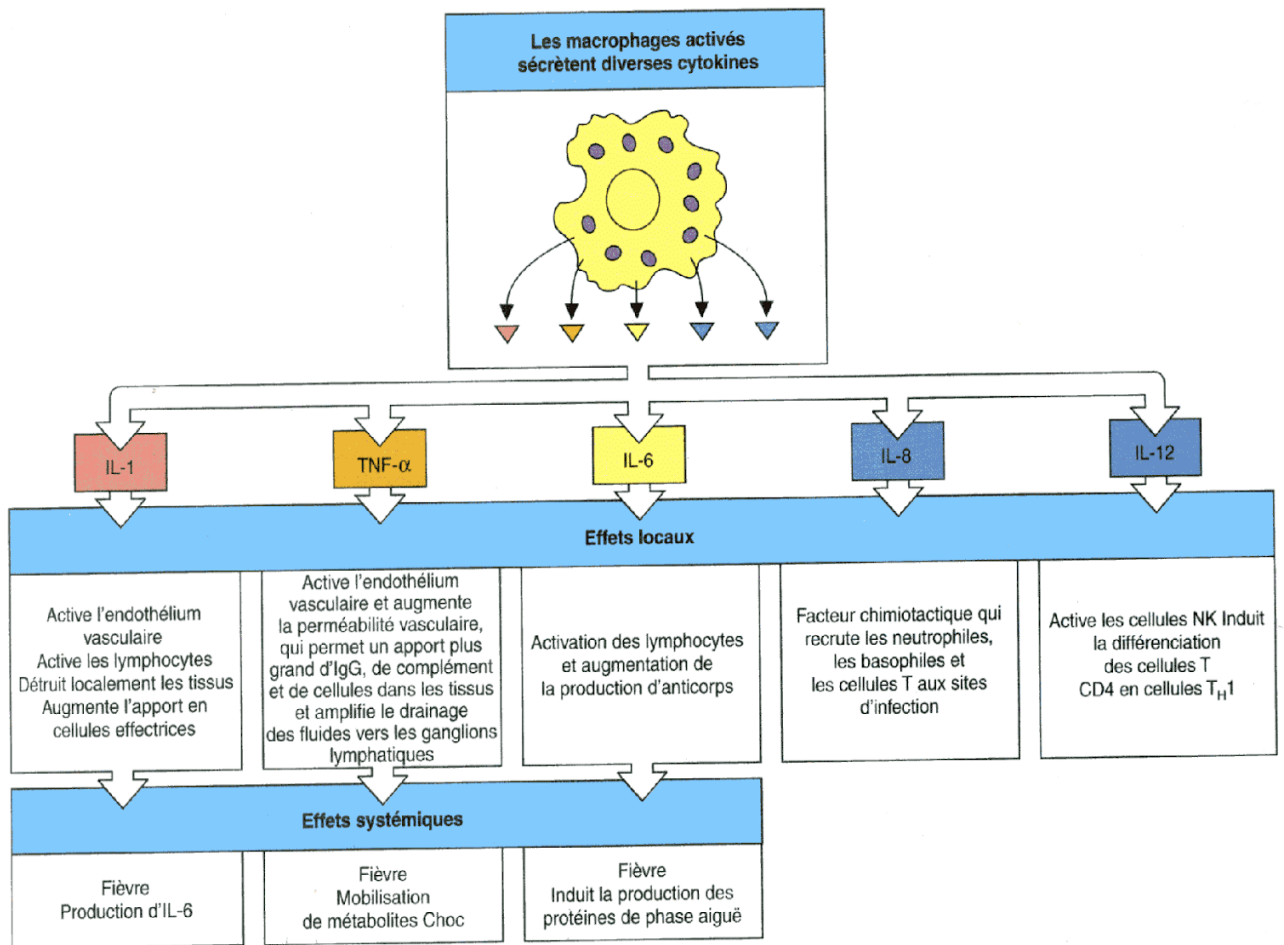 Les macrophages activés
sécrètent diverses cytokines
IL-1
TNF-α
IL-6
IL-8
IL-12
Effets locaux
Active l'endothélium
vasculaire
Active les lymphocytes
Détruit localement les tissus
Augmente l'apport en
cellules effectrices
Active l'endothélium
vasculaire et augmente
la perméabilité vasculaire,
qui permet un apport plus
grand d'IgG, de complément
et de cellules dans les tissus
et amplifie le drainage
des fluides vers les ganglions
lymphatiques
Activation des lymphocytes
et augmentation de
la production d'anticorps
Facteur chimiotactique qui
recrute les neutrophiles,
les basophiles et
les cellules T aux sites
d'infection
Active les cellules NK Induit
la différenciation
des cellules T
CD4 en cellules TH1
Effets systémiques
Fièvre
Production d'IL-6
Fièvre
Mobilisation
de métabolites Choc
Fièvre
Induit la production des
protéines de phase aiguë